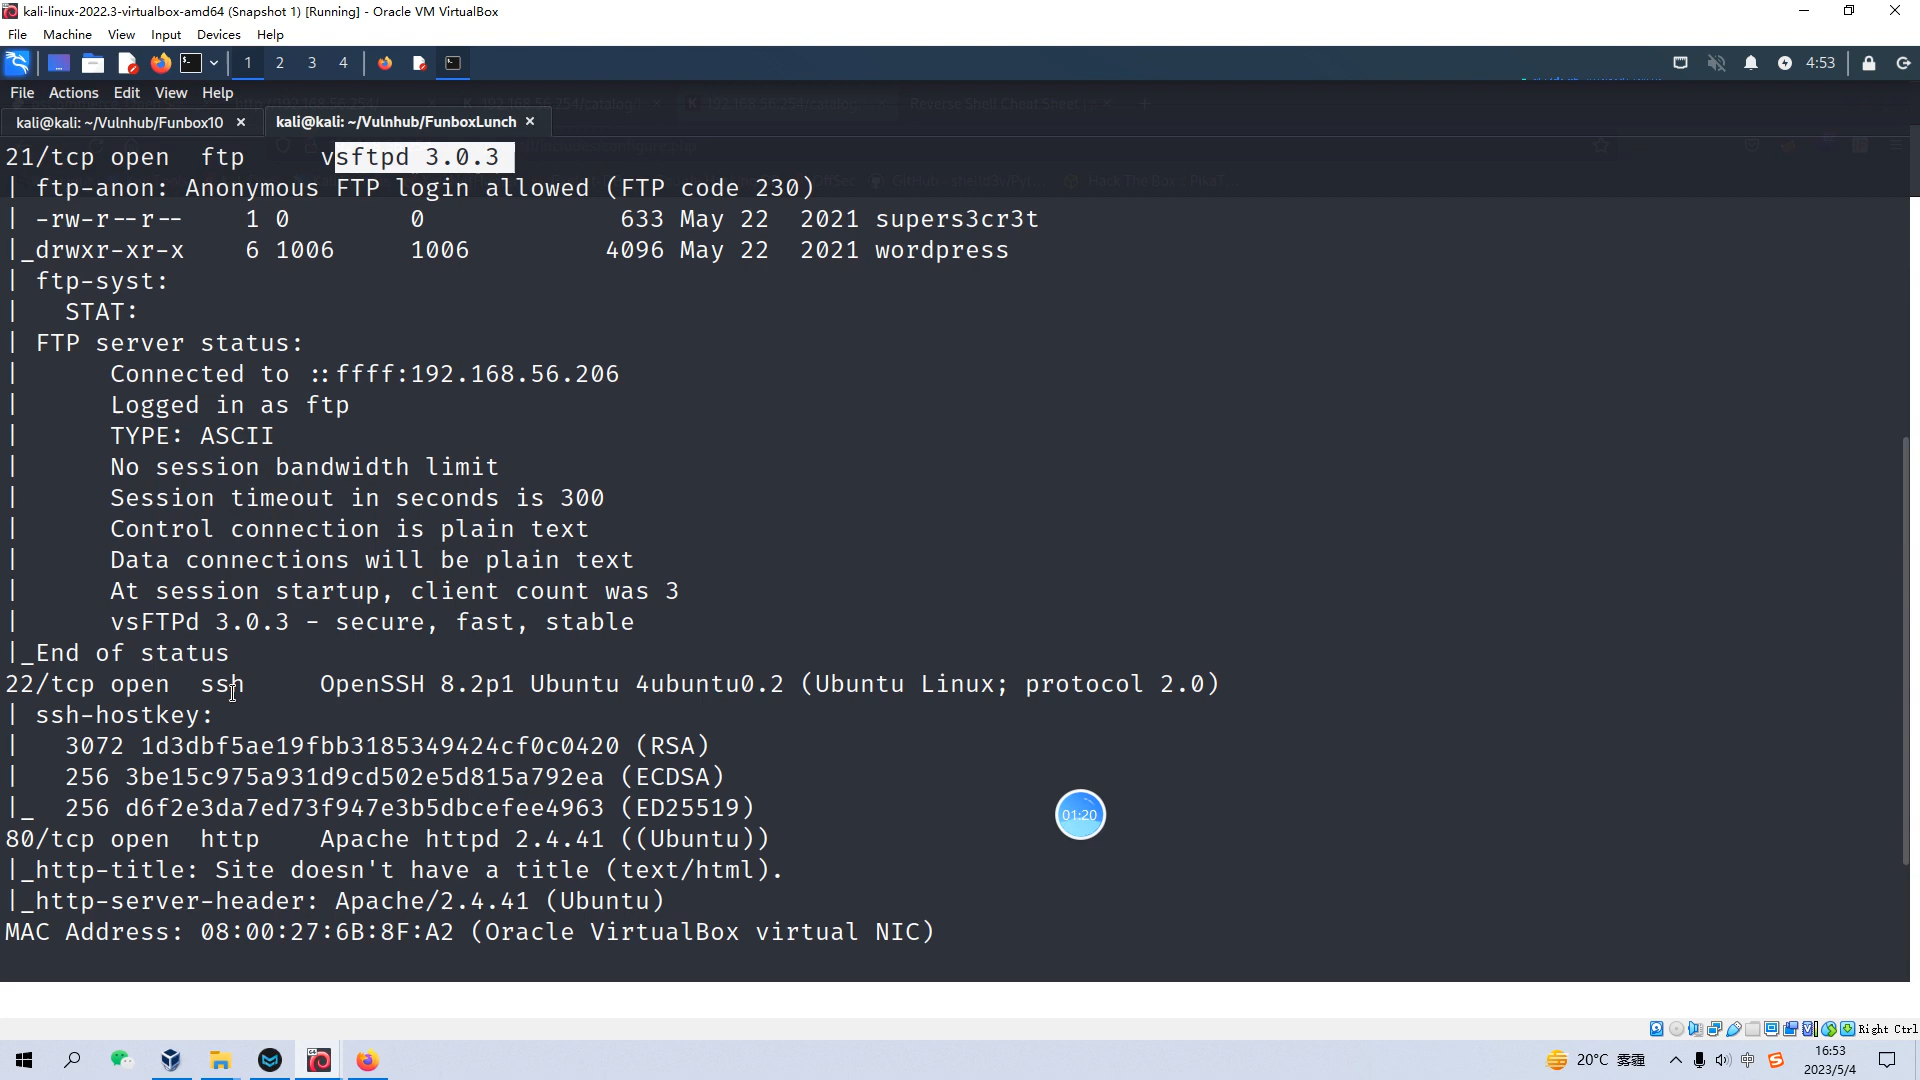 kali-linux-2022.3-virtualbox-amd64 (Snapshot 1) [Running] - Oracle VM VirtualBox
File Machine View Input Devices Help
1 2 3 4 4:53
File Actions Edit View Help
kali@kali: ~/Vulnhub/Funbox10 × kali@kali: ~/Vulnhub/FunboxLunch ×
21/tcp open ftp vsftpd 3.0.3
| ftp-anon: Anonymous FTP login allowed (FTP code 230)
| -rw-r--r-- 1 0 0 633 May 22 2021 supers3cr3t
|_drwxr-xr-x 6 1006 1006 4096 May 22 2021 wordpress
| ftp-syst:
| STAT:
| FTP server status:
| Connected to ::ffff:192.168.56.206
| Logged in as ftp
| TYPE: ASCII
| No session bandwidth limit
| Session timeout in seconds is 300
| Control connection is plain text
| Data connections will be plain text
| At session startup, client count was 3
| vsFTPd 3.0.3 - secure, fast, stable
|_End of status
22/tcp open ssh OpenSSH 8.2p1 Ubuntu 4ubuntu0.2 (Ubuntu Linux; protocol 2.0)
| ssh-hostkey:
| 3072 1d3dbf5ae19fbb3185349424cf0c0420 (RSA)
| 256 3be15c975a931d9cd502e5d815a792ea (ECDSA)
|_ 256 d6f2e3da7ed73f947e3b5dbcefee4963 (ED25519)
01:20
80/tcp open http Apache httpd 2.4.41 ((Ubuntu))
|_http-title: Site doesn't have a title (text/html).
|_http-server-header: Apache/2.4.41 (Ubuntu)
MAC Address: 08:00:27:6B:8F:A2 (Oracle VirtualBox virtual NIC)
Right Ctrl
20°C 雾霾 中 16:53
2023/5/4